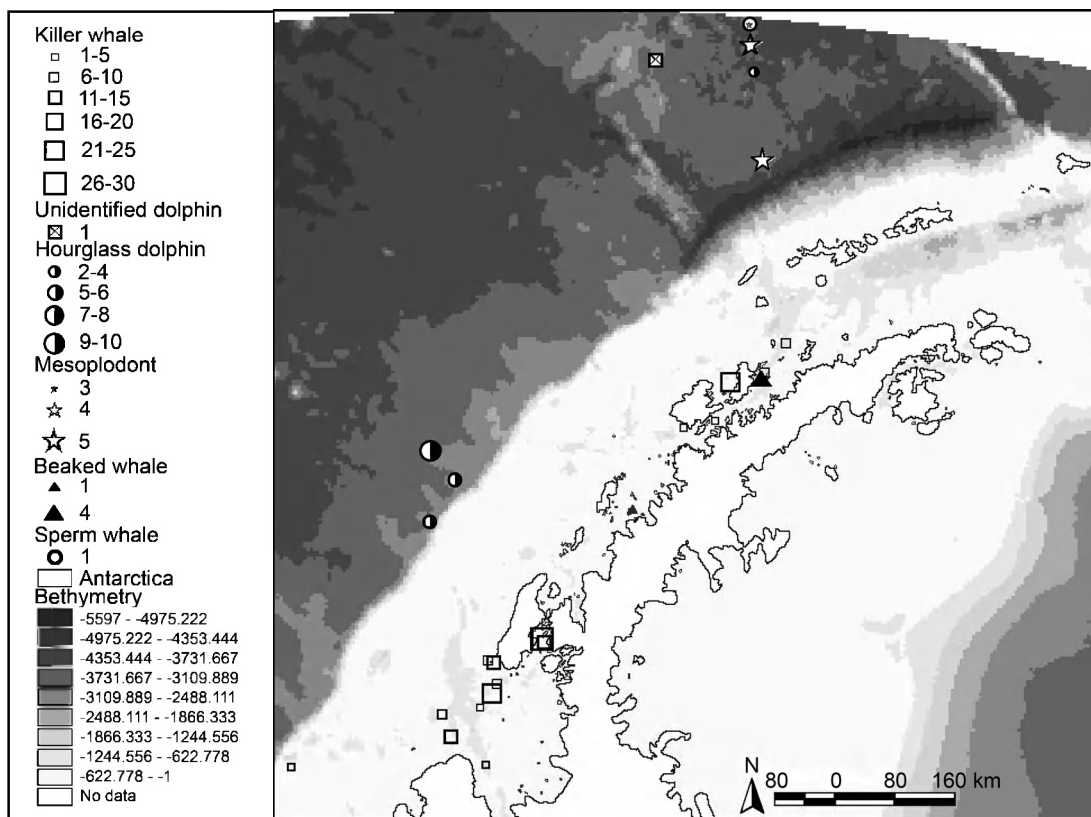 Killer whale
1-5
6-10
11-15
16-20
21-25
26-30
Unidentified dolphin
1
Hourglass dolphin
2-4
5-6
7-8
9-10
Mesoplodont
3
4
5
Beaked whale
1
4
Sperm whale
1
Antarctica
Bethymetry
-5597 - -4975.222
-4975.222 - -4353.444
-4353.444 - -3731.667
-3731.667 - -3109.889
-3109.889 - -2488.111
-2488.111 - -1866.333
-1866.333 - -1244.556
-1244.556 - -622.778
-622.778 - -1
No data
N
80 0 80 160 km